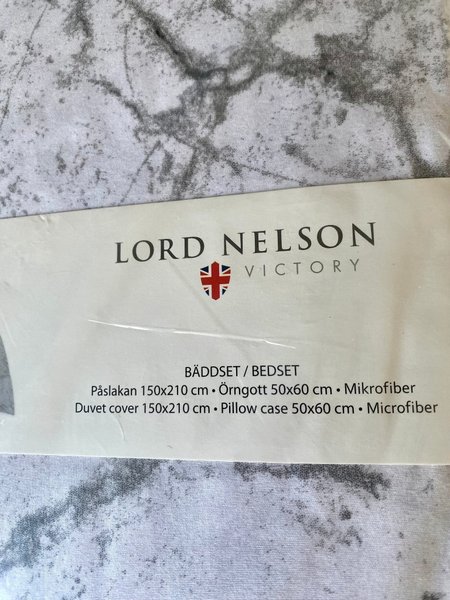 LORD NELSON
VICTORY
BÄDDSET / BEDSET
Påslakan 150x210 cm • Örngott 50x60 cm • Mikrofiber
Duvet cover 150x210 cm • Pillow case 50x60 cm • Microfiber